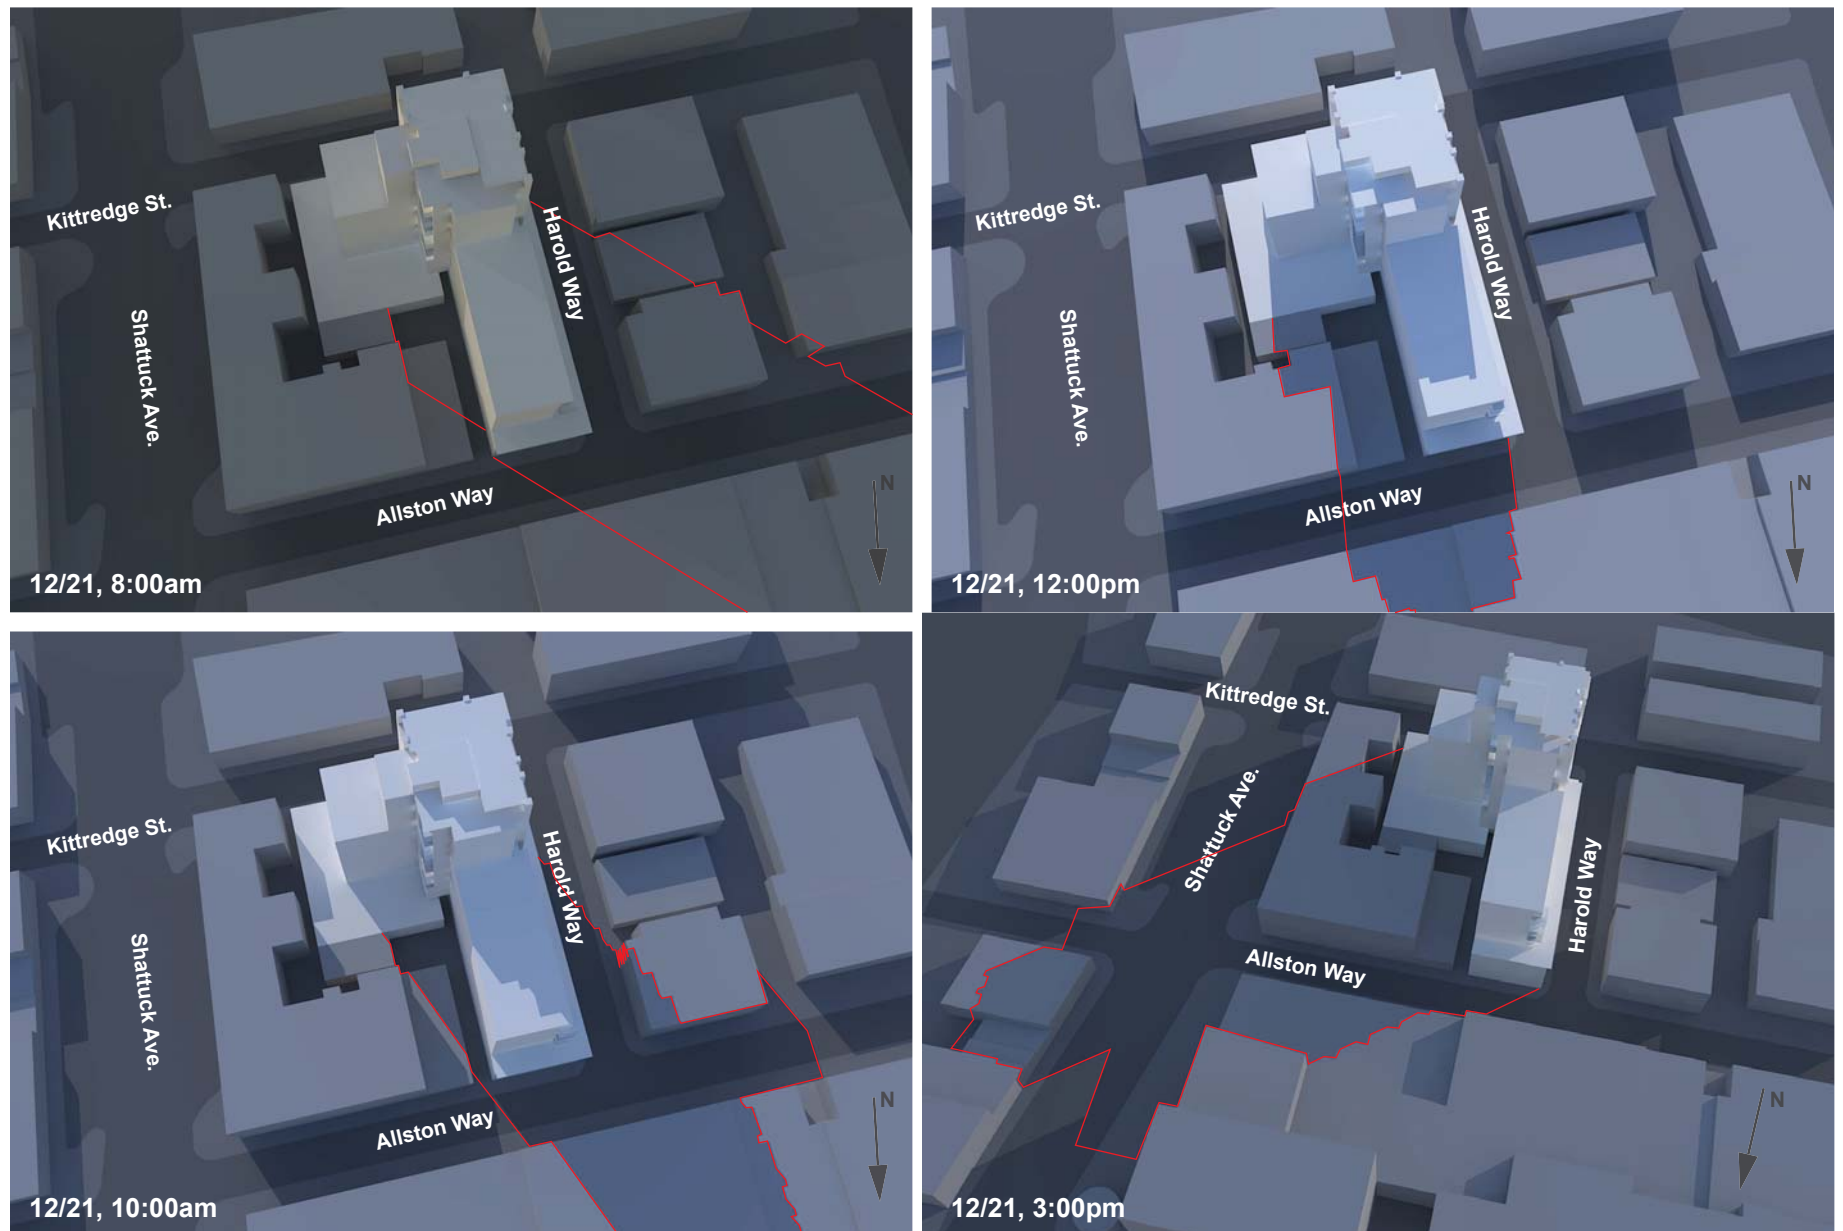 Kittredge St.
Harold Way
Shattuck Ave.
Allston Way
N
12/21, 8:00am
Kittredge St.
Harold Way
Shattuck Ave.
Allston Way
N
12/21, 12:00pm
Kittredge St.
Harold Way
Shattuck Ave.
Allston Way
N
12/21, 10:00am
Kittredge St.
Shattuck Ave.
Harold Way
Allston Way
N
12/21, 3:00pm